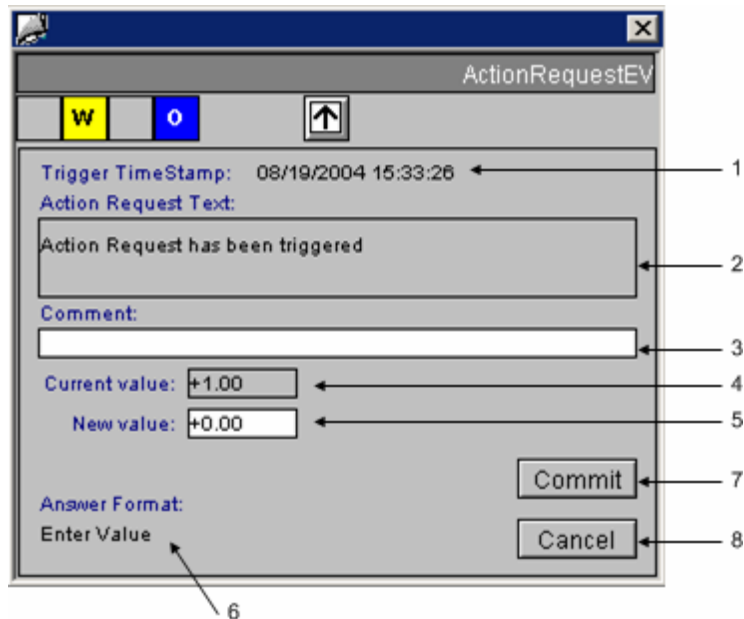 ActionRequestEV
W O
Trigger TimeStamp: 08/19/2004 15:33:26 1
Action Request Text:
Action Request has been triggered
2
Comment:
3
Current value: +1.00 4
New value: +0.00 5
Commit 7
Answer Format:
Enter Value
Cancel 8
6